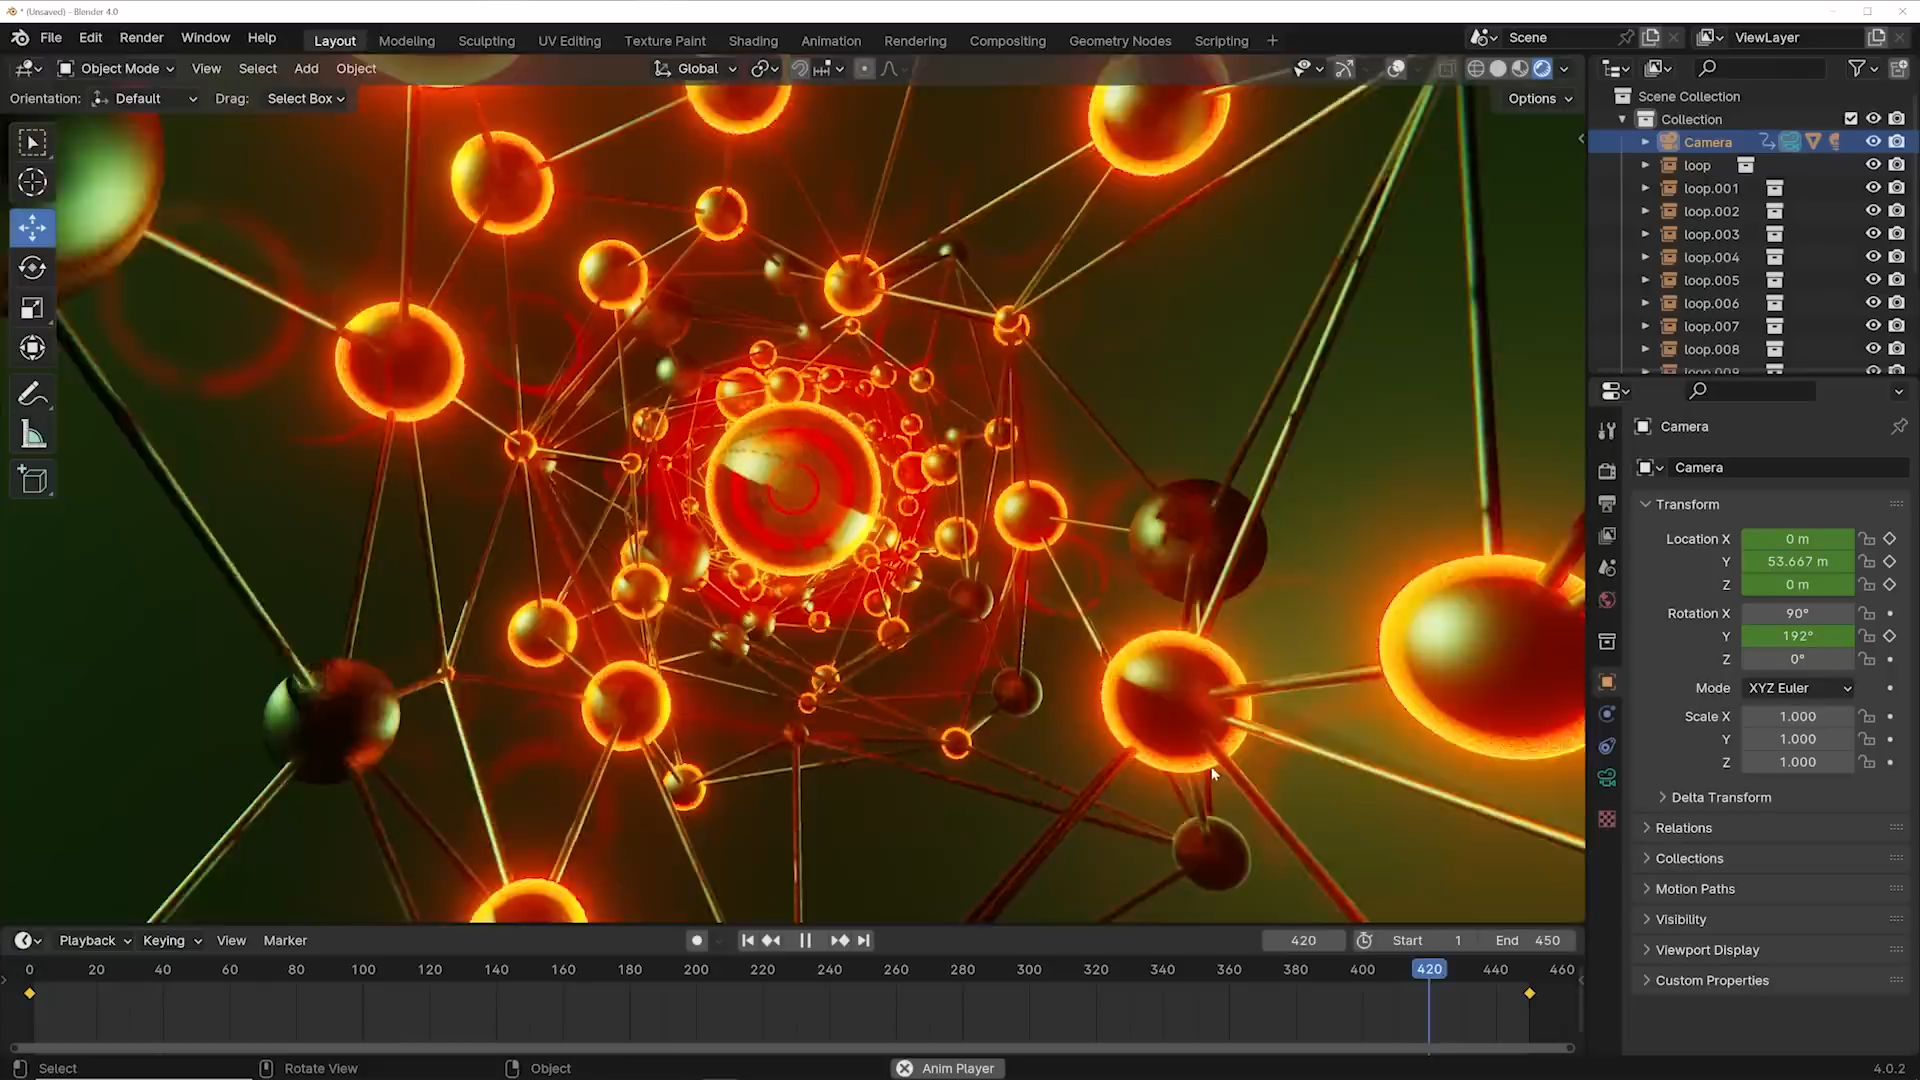 * (Unsaved) - Blender 4.0
File Edit Render Window Help Layout Modeling Sculpting UV Editing Texture Paint Shading Animation Rendering Compositing Geometry Nodes Scripting + Scene ViewLayer
Object Mode View Select Add Object Global
Orientation: Default Drag: Select Box Options
Scene Collection
Collection
Camera
loop
loop.001
loop.002
loop.003
loop.004
loop.005
loop.006
loop.007
loop.008
loop.009
Camera
Camera
Transform
Location X 0 m
Y 53.667 m
Z 0 m
Rotation X 90°
Y 192°
Z 0°
Mode XYZ Euler
Scale X 1.000
Y 1.000
Z 1.000
Delta Transform
Relations
Collections
Motion Paths
Visibility
Viewport Display
Custom Properties
Playback Keying View Marker 420 Start 1 End 450
0 20 40 60 80 100 120 140 160 180 200 220 240 260 280 300 320 340 360 380 400 420 440 460
Select Rotate View Object Anim Player 4.0.2